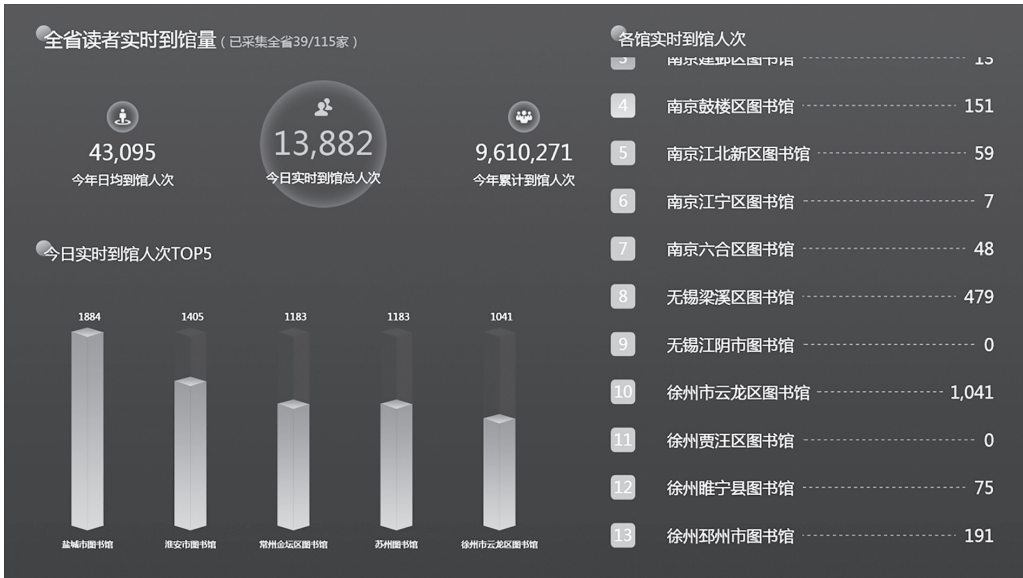 全省读者实时到馆量（已采集全省39/115家）
43,095
今年日均到馆人次
13,882
今日实时到馆总人次
9,610,271
今年累计到馆人次
今日实时到馆人次TOP5
1884 1405 1183 1183 1041
盐城市图书馆 淮安市图书馆 常州金坛区图书馆 苏州图书馆 徐州市云龙区图书馆
各馆实时到馆人次
3 南京建邺区图书馆 13
4 南京鼓楼区图书馆 151
5 南京江北新区图书馆 59
6 南京江宁区图书馆 7
7 南京六合区图书馆 48
8 无锡梁溪区图书馆 479
9 无锡江阴市图书馆 0
10 徐州市云龙区图书馆 1,041
11 徐州贾汪区图书馆 0
12 徐州睢宁县图书馆 75
13 徐州邳州市图书馆 191